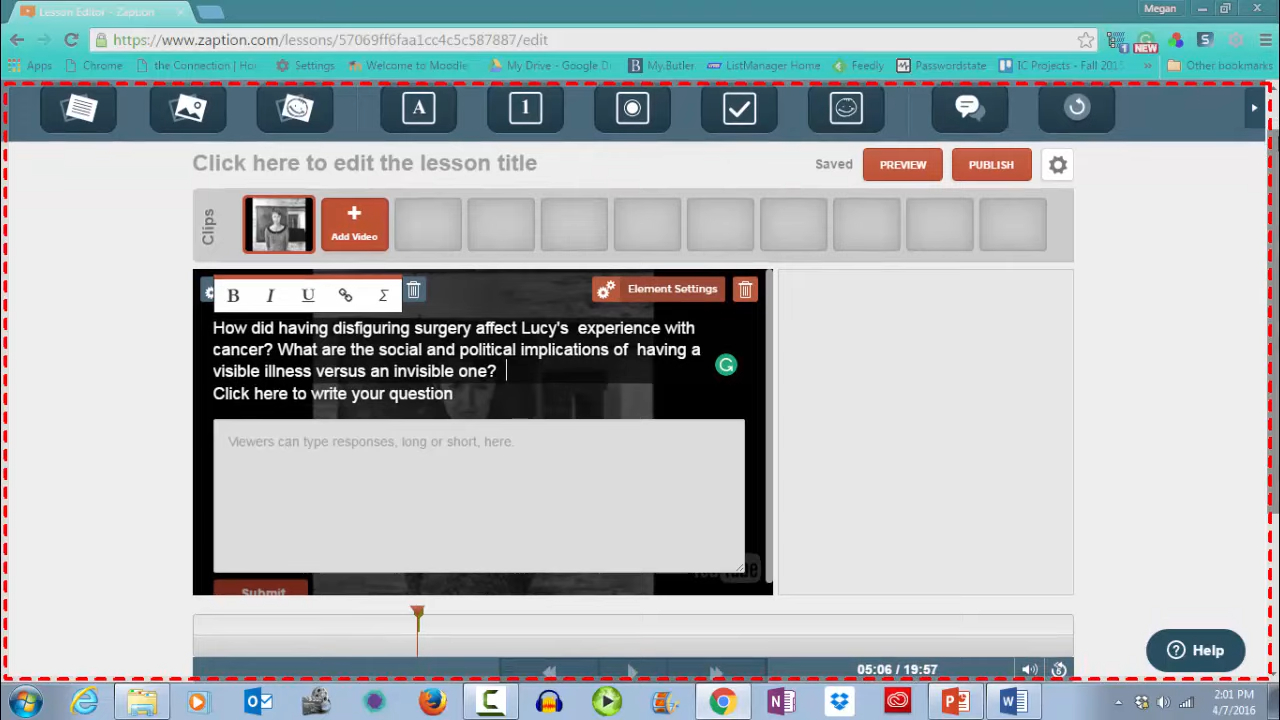 Lesson Editor - Zaption
Megan
https://www.zaption.com/lessons/57069ff6faa1cc4c5c587887/edit
NEW
Apps
Chrome
the Connection | Ho
Settings
Welcome to Moodle
My Drive - Google D
My.Butler
ListManager Home
Feedly
Passwordstate
IC Projects - Fall 201
»
Other bookmarks
A
1
Click here to edit the lesson title
Saved
PREVIEW
PUBLISH
Clips
+
Add Video
B I U Σ
Element Settings
How did having disfiguring surgery affect Lucy's  experience with
cancer? What are the social and political implications of  having a
visible illness versus an invisible one?
Click here to write your question
Viewers can type responses, long or short, here.
YouTube
Submit
05:06 / 19:57
? Help
2:01 PM
4/7/2016